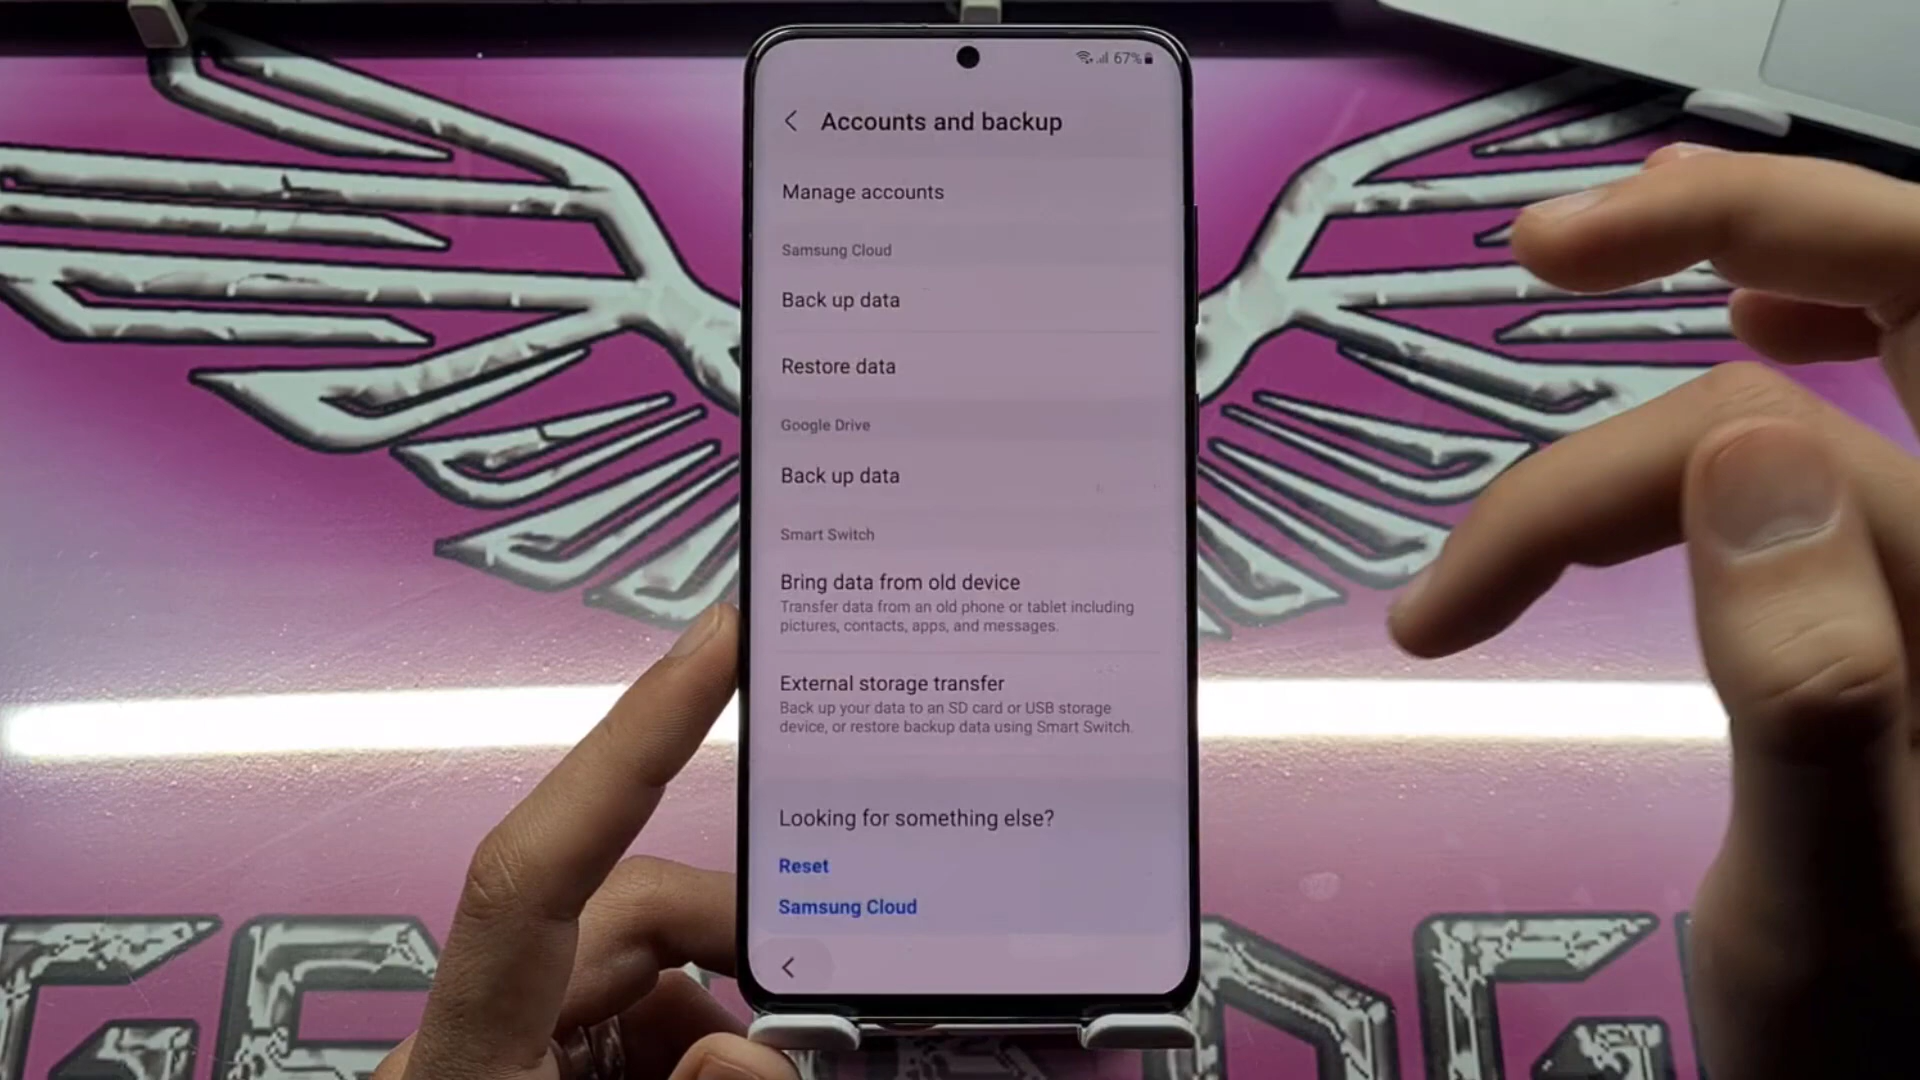 67%
Accounts and backup
Manage accounts
Samsung Cloud
Back up data
Restore data
Google Drive
Back up data
Smart Switch
Bring data from old device
Transfer data from an old phone or tablet including
pictures, contacts, apps, and messages.
External storage transfer
Back up your data to an SD card or USB storage
device, or restore backup data using Smart Switch.
Looking for something else?
Reset
Samsung Cloud